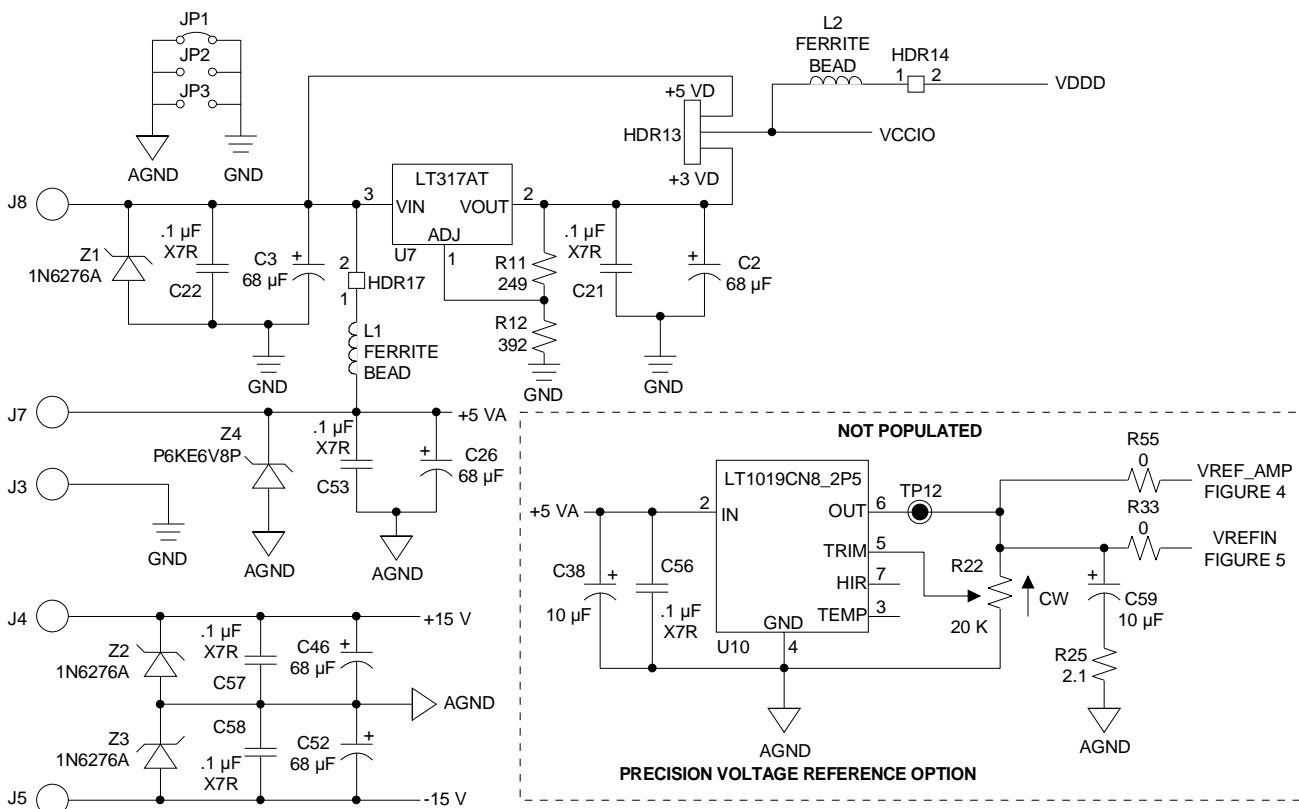 JP1
JP2
JP3
AGND
GND
L2
FERRITE
BEAD
HDR14
1
2
VDDD
+5 VD
HDR13
VCCIO
+3 VD
J8
Z1
1N6276A
.1 µF
X7R
C22
C3
68 µF
+
GND
3
LT317AT
VIN
VOUT
ADJ
2
U7
1
2
HDR17
1
L1
FERRITE
BEAD
R11
249
R12
392
GND
.1 µF
X7R
C21
+
C2
68 µF
GND
J7
+5 VA
Z4
P6KE6V8P
AGND
.1 µF
X7R
C53
+
C26
68 µF
AGND
J3
GND
J4
+15 V
Z2
1N6276A
.1 µF
X7R
C57
C46
68 µF
+
AGND
Z3
1N6276A
C58
.1 µF
X7R
C52
68 µF
+
J5
-15 V
NOT POPULATED
+5 VA
C38
10 µF
+
C56
.1 µF
X7R
2
LT1019CN8_2P5
IN
OUT
TRIM
HIR
TEMP
GND
6
5
7
3
4
U10
TP12
R55
0
VREF_AMP
FIGURE 4
R33
0
VREFIN
FIGURE 5
R22
20 K
CW
+
C59
10 µF
R25
2.1
AGND
AGND
PRECISION VOLTAGE REFERENCE OPTION